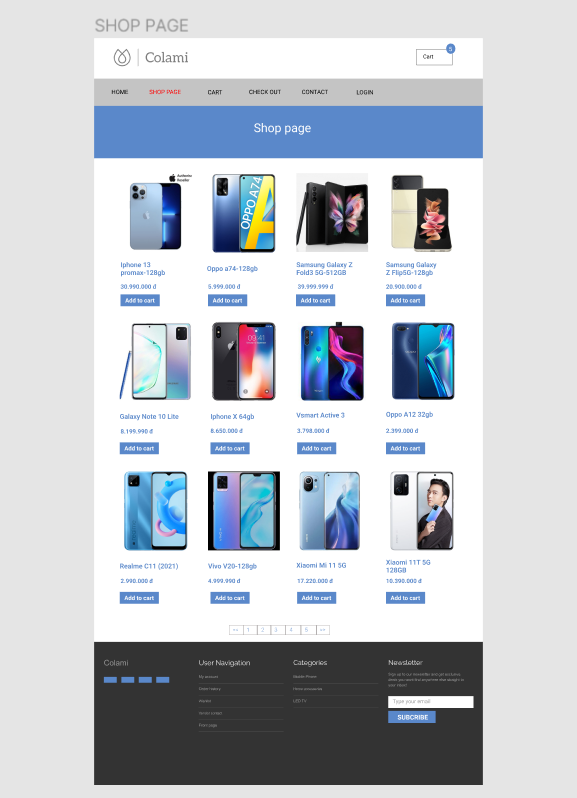 SHOP PAGE
Colami
Cart
5
HOME SHOP PAGE CART CHECK OUT CONTACT LOGIN
Shop page
Authorize
Reseller
OPPO A74
Iphone 13
promax-128gb
30.990.000 đ
Add to cart
Oppo a74-128gb
5.999.000 đ
Add to cart
Samsung Galaxy Z
Fold3 5G-512GB
39.999.999 đ
Add to cart
Samsung Galaxy
Z Flip5G-128gb
20.900.000 đ
Add to cart
09:41
Galaxy Note 10 Lite
8.199.990 đ
Add to cart
Iphone X 64gb
8.650.000 đ
Add to cart
Vsmart Active 3
3.798.000 đ
Add to cart
Oppo A12 32gb
2.399.000 đ
Add to cart
Realme C11 (2021)
2.990.000 đ
Add to cart
Vivo V20-128gb
4.999.990 đ
Add to cart
Xiaomi Mi 11 5G
17.220.000 đ
Add to cart
Xiaomi 11T 5G
128GB
10.390.000 đ
Add to cart
<< 1 2 3 4 5 >>
Colami
User Navigation
My account
Order history
Wishlist
Vendor contact
Front page
Categories
Mobile Phone
Home accesseries
LED TV
Newsletter
Sign up to our newsletter and get exclusive
deals you wont find anywhere else straight to
your inbox!
Type your email
SUBCRIBE